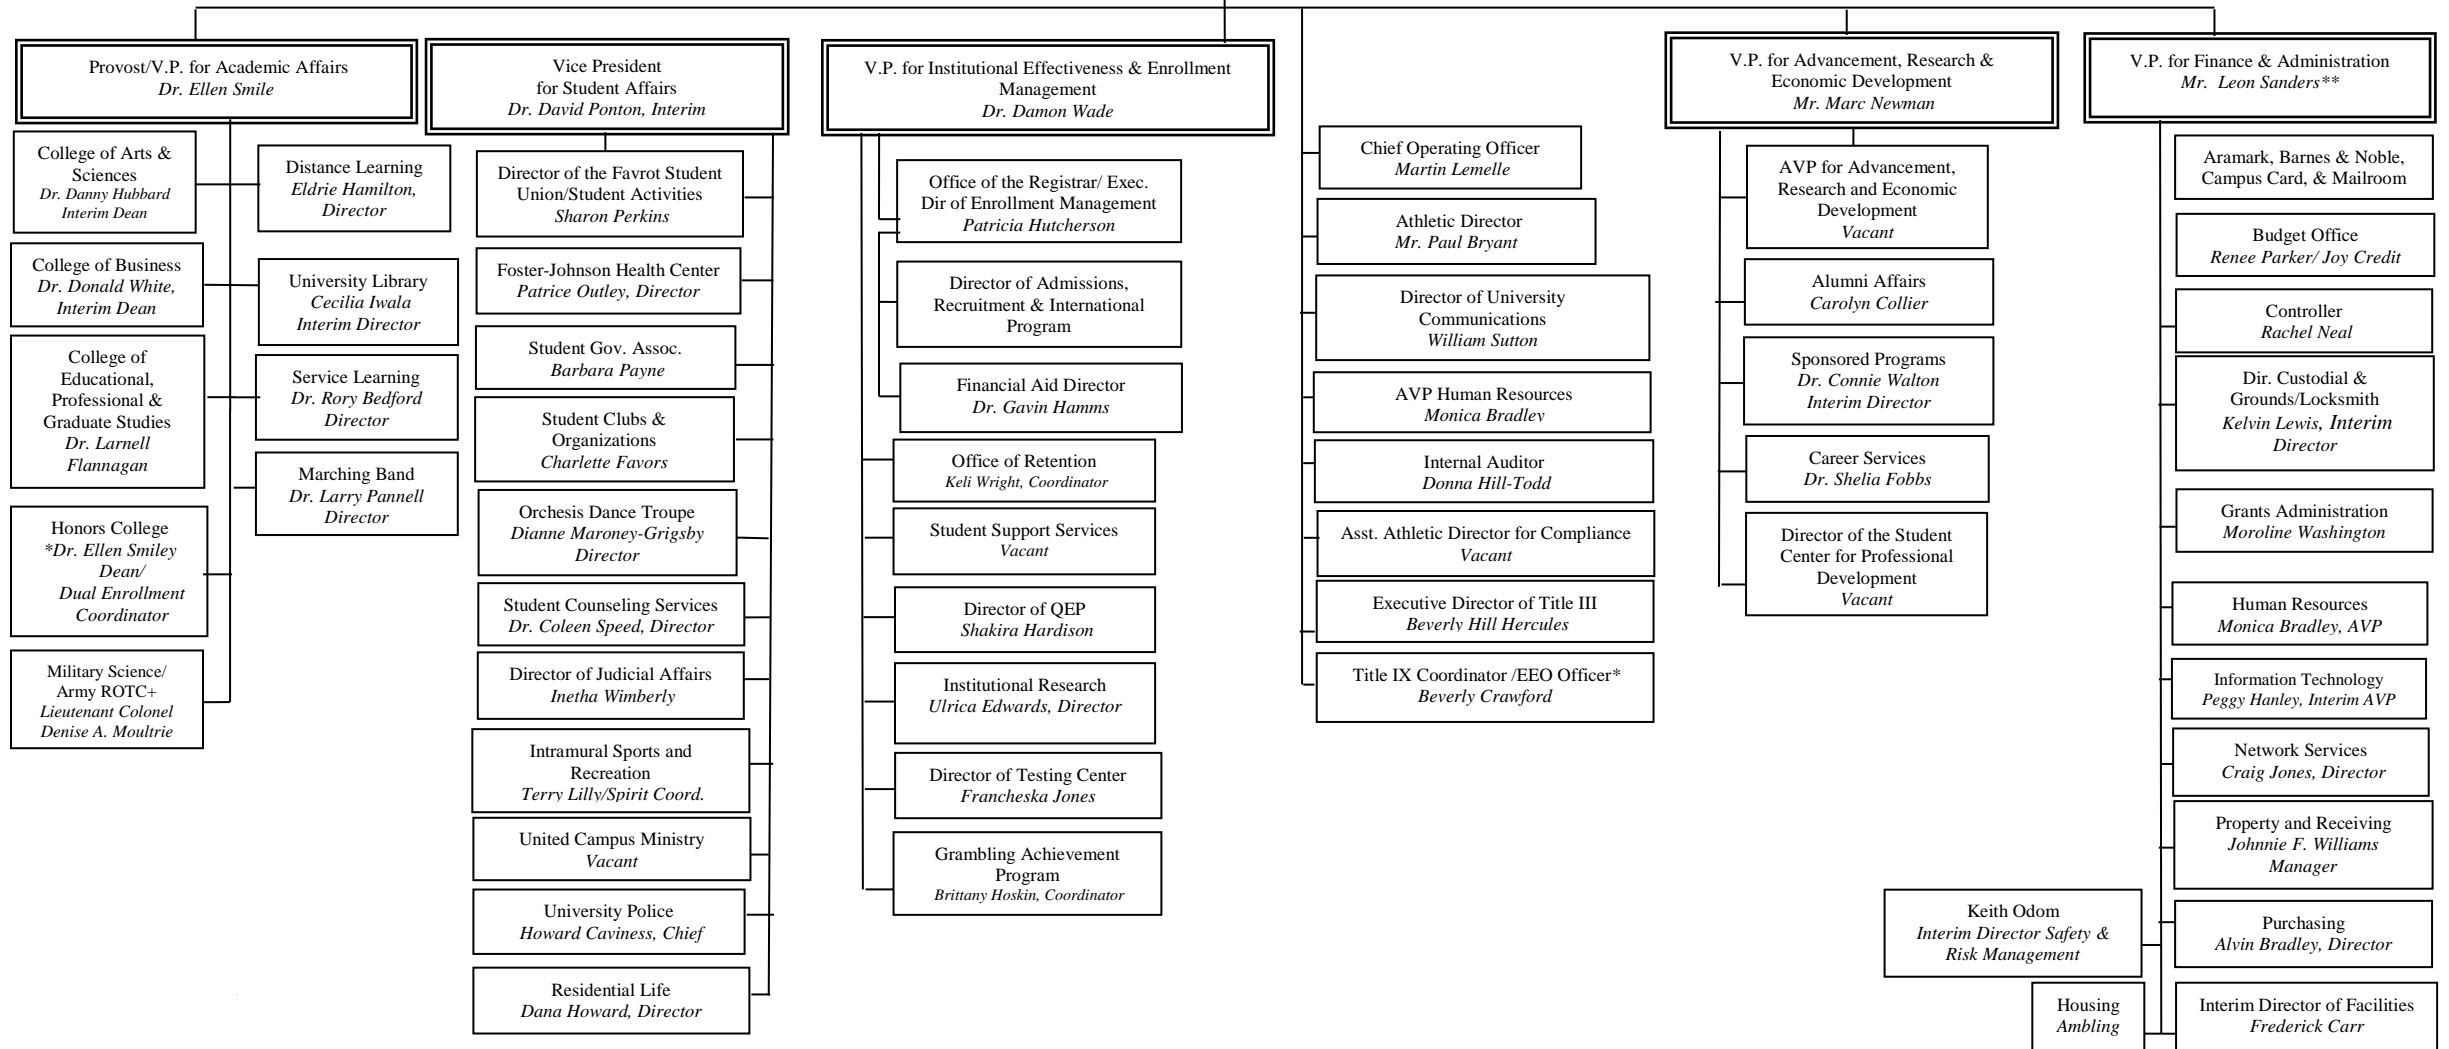 Provost/V.P. for Academic Affairs
Dr. Ellen Smile
College of Arts &
Sciences
Dr. Danny Hubbard
Interim Dean
College of Business
Dr. Donald White,
Interim Dean
College of
Educational,
Professional &
Graduate Studies
Dr. Larnell
Flannagan
Honors College
*Dr. Ellen Smiley
Dean/
Dual Enrollment
Coordinator
Military Science/
Army ROTC+
Lieutenant Colonel
Denise A. Moultrie
Distance Learning
Eldrie Hamilton,
Director
University Library
Cecilia Iwala
Interim Director
Service Learning
Dr. Rory Bedford
Director
Marching Band
Dr. Larry Pannell
Director
Vice President
for Student Affairs
Dr. David Ponton, Interim
Director of the Favrot Student
Union/Student Activities
Sharon Perkins
Foster-Johnson Health Center
Patrice Outley, Director
Student Gov. Assoc.
Barbara Payne
Student Clubs &
Organizations
Charlette Favors
Orchesis Dance Troupe
Dianne Maroney-Grigsby
Director
Student Counseling Services
Dr. Coleen Speed, Director
Director of Judicial Affairs
Inetha Wimberly
Intramural Sports and
Recreation
Terry Lilly/Spirit Coord.
United Campus Ministry
Vacant
University Police
Howard Caviness, Chief
Residential Life
Dana Howard, Director
V.P. for Institutional Effectiveness & Enrollment
Management
Dr. Damon Wade
Office of the Registrar/ Exec.
Dir of Enrollment Management
Patricia Hutcherson
Director of Admissions,
Recruitment & International
Program
Financial Aid Director
Dr. Gavin Hamms
Office of Retention
Keli Wright, Coordinator
Student Support Services
Vacant
Director of QEP
Shakira Hardison
Institutional Research
Ulrica Edwards, Director
Director of Testing Center
Francheska Jones
Grambling Achievement
Program
Brittany Hoskin, Coordinator
Chief Operating Officer
Martin Lemelle
Athletic Director
Mr. Paul Bryant
Director of University
Communications
William Sutton
AVP Human Resources
Monica Bradley
Internal Auditor
Donna Hill-Todd
Asst. Athletic Director for Compliance
Vacant
Executive Director of Title III
Beverly Hill Hercules
Title IX Coordinator /EEO Officer*
Beverly Crawford
V.P. for Advancement, Research &
Economic Development
Mr. Marc Newman
AVP for Advancement,
Research and Economic
Development
Vacant
Alumni Affairs
Carolyn Collier
Sponsored Programs
Dr. Connie Walton
Interim Director
Career Services
Dr. Shelia Fobbs
Director of the Student
Center for Professional
Development
Vacant
V.P. for Finance & Administration
Mr. Leon Sanders**
Aramark, Barnes & Noble,
Campus Card, & Mailroom
Budget Office
Renee Parker/ Joy Credit
Controller
Rachel Neal
Dir. Custodial &
Grounds/Locksmith
Kelvin Lewis, Interim
Director
Grants Administration
Moroline Washington
Human Resources
Monica Bradley, AVP
Information Technology
Peggy Hanley, Interim AVP
Network Services
Craig Jones, Director
Property and Receiving
Johnnie F. Williams
Manager
Keith Odom
Interim Director Safety &
Risk Management
Purchasing
Alvin Bradley, Director
Housing
Ambling
Interim Director of Facilities
Frederick Carr